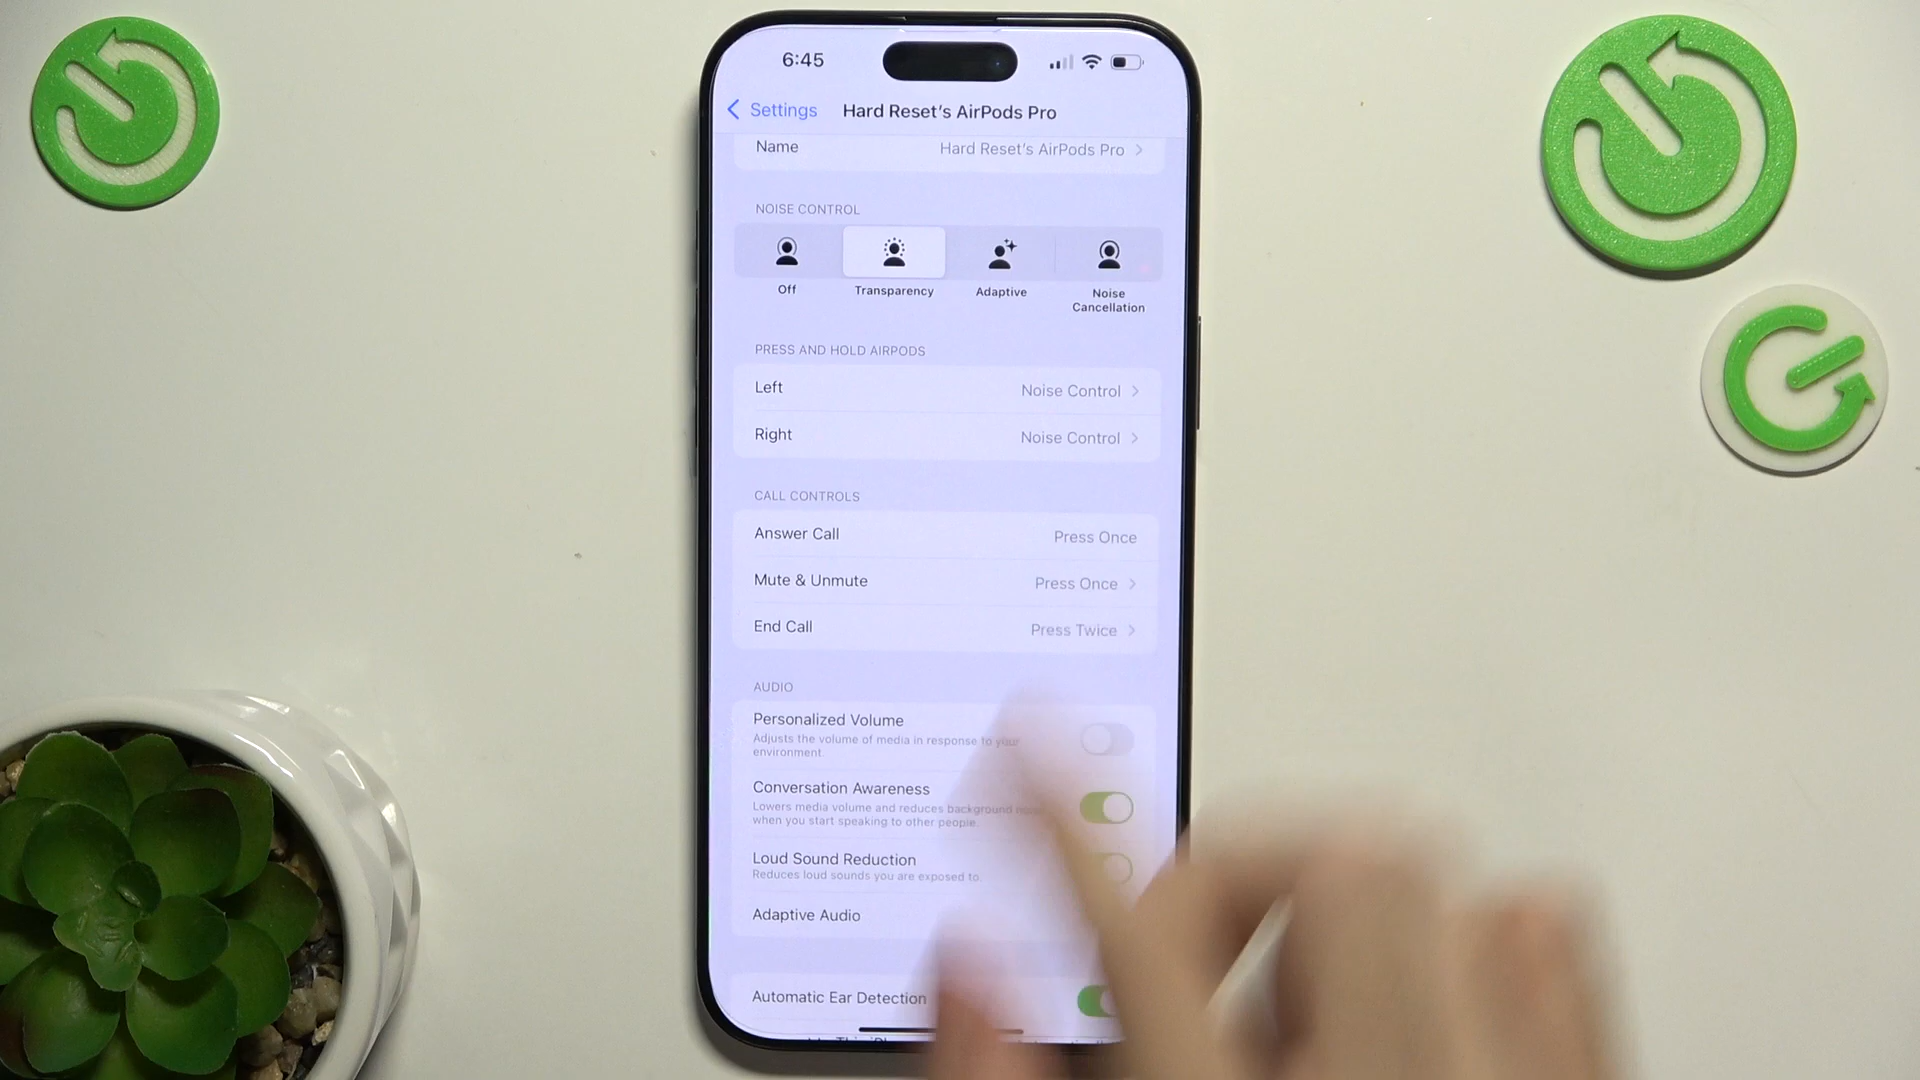 6:45
Settings
Hard Reset's AirPods Pro
Name
Hard Reset's AirPods Pro
NOISE CONTROL
Off
Transparency
Adaptive
Noise
Cancellation
PRESS AND HOLD AIRPODS
Left
Noise Control
Right
Noise Control
CALL CONTROLS
Answer Call
Press Once
Mute & Unmute
Press Once
End Call
Press Twice
AUDIO
Personalized Volume
Adjusts the volume of media in response to your
environment.
Conversation Awareness
Lowers media volume and reduces background
when you start speaking to other people.
Loud Sound Reduction
Reduces loud sounds you are exposed to.
Adaptive Audio
Automatic Ear Detection